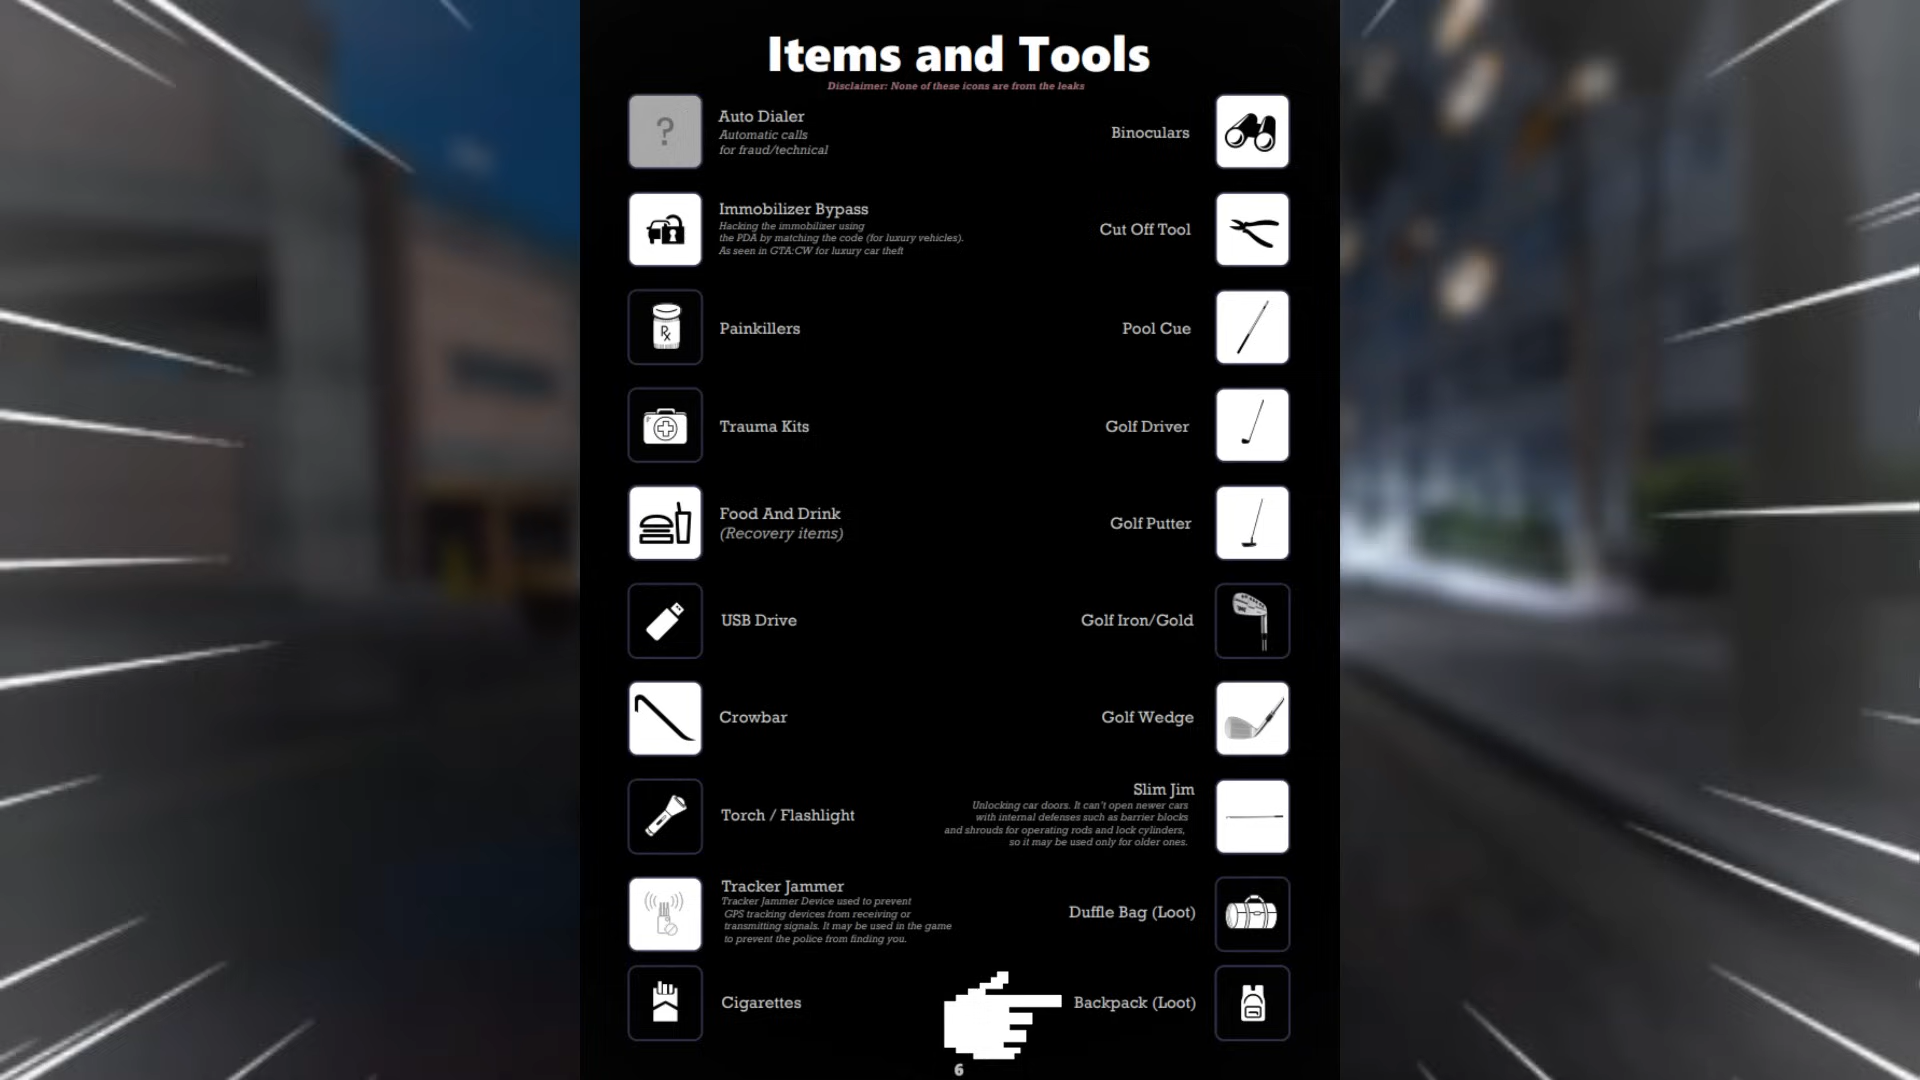 Items and Tools
Disclaimer: None of these icons are from the leaks
?
Auto Dialer
Automatic calls
for fraud/technical
Binoculars
Immobilizer Bypass
Hacking the immobilizer using
the PDA by matching the code (for luxury vehicles).
As seen in GTA:CW for luxury car theft
Cut Off Tool
Rx
Painkillers
Pool Cue
Trauma Kits
Golf Driver
Food And Drink
(Recovery items)
Golf Putter
USB Drive
Golf Iron/Gold
Crowbar
Golf Wedge
Torch / Flashlight
Slim Jim
Unlocking car doors. It can't open newer cars
with internal defenses such as barrier blocks
and shrouds for operating rods and lock cylinders,
so it may be used only for older ones.
Tracker Jammer
Tracker Jammer Device used to prevent
GPS tracking devices from receiving or
transmitting signals. It may be used in the game
to prevent the police from finding you.
Duffle Bag (Loot)
Cigarettes
Backpack (Loot)
6